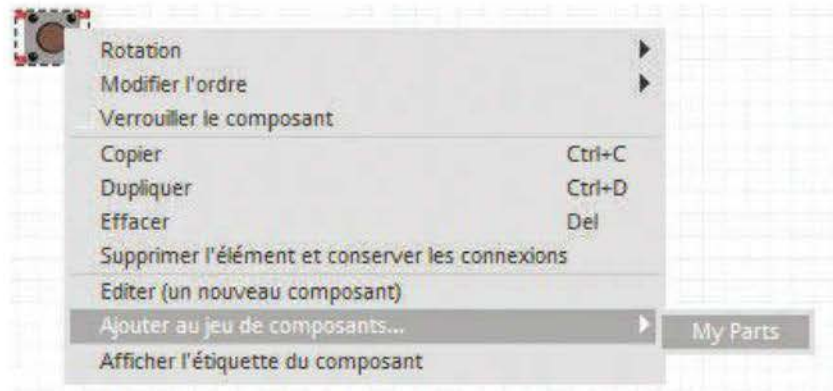 Rotation
Modifier l'ordre
Verrouiller le composant
Copier Ctrl+C
Dupliquer Ctrl+D
Effacer Del
Supprimer l'élément et conserver les connexions
Editer (un nouveau composant)
Ajouter au jeu de composants... My Parts
Afficher l'étiquette du composant